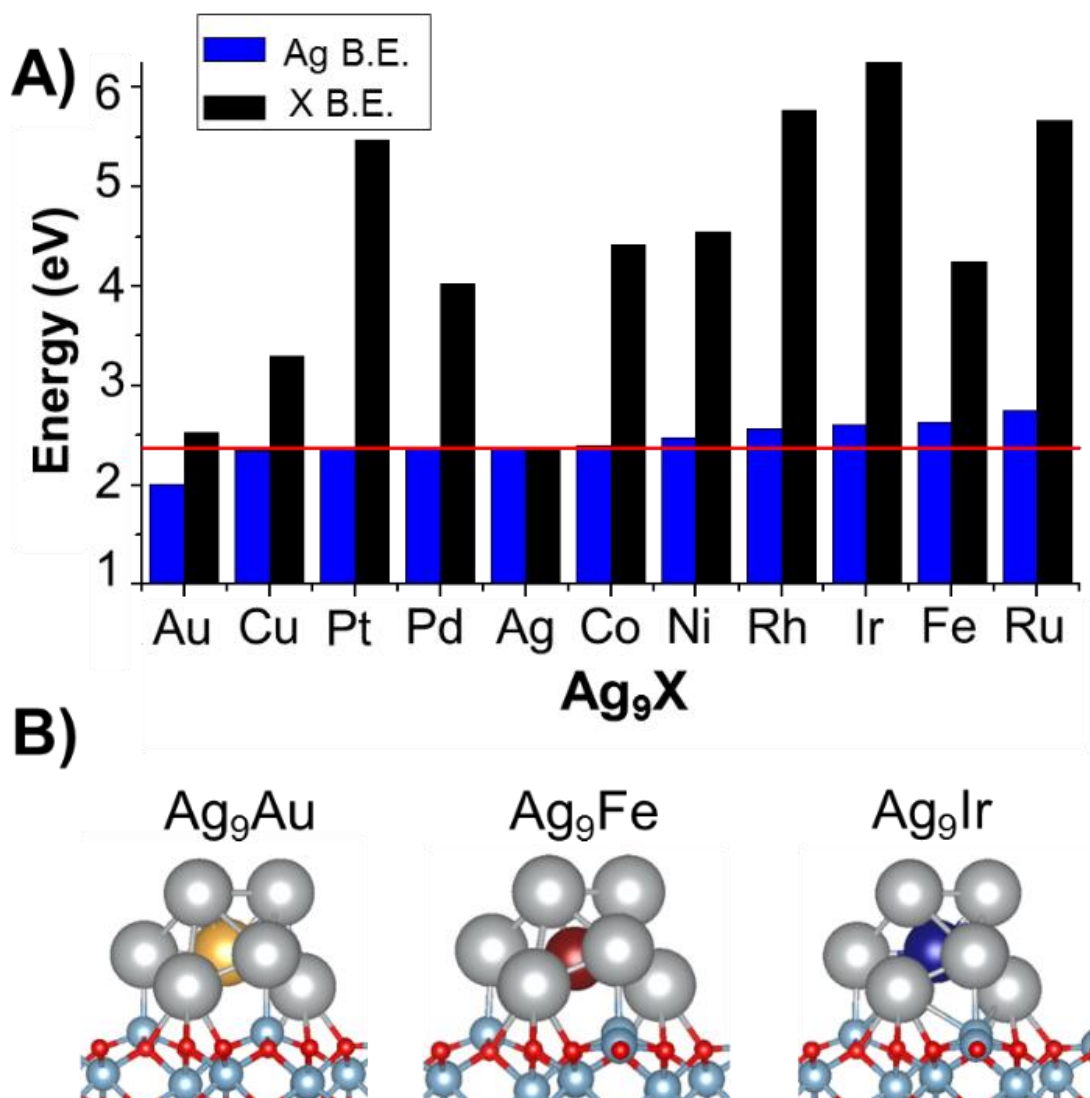 A)
Ag B.E.
X B.E.
Energy (eV)
6
5
4
3
2
1
Au Cu Pt Pd Ag Co Ni Rh Ir Fe Ru
Ag₉X
B)
Ag₉Au Ag₉Fe Ag₉Ir